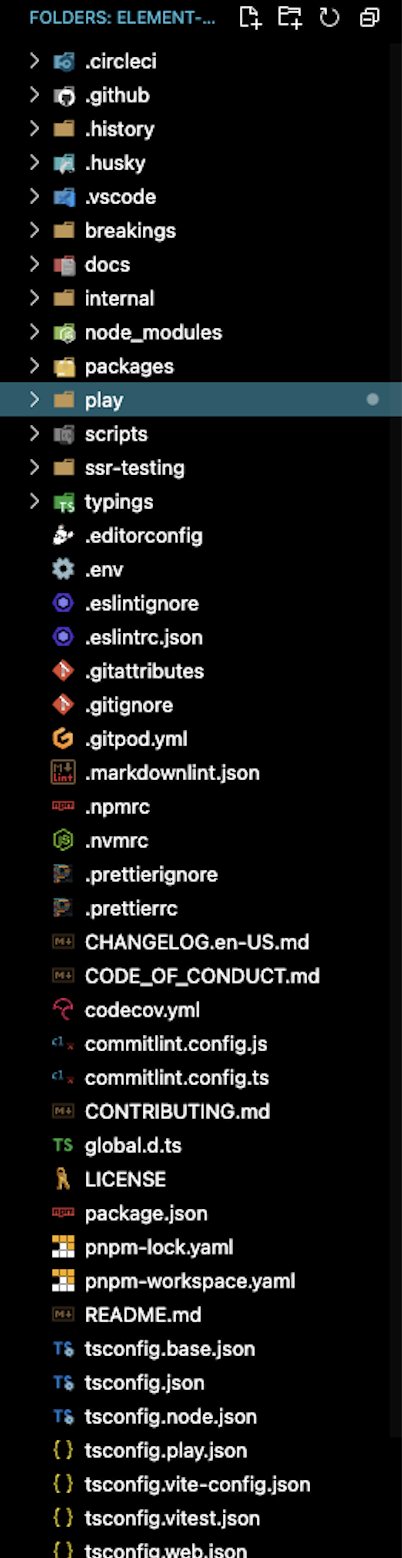 FOLDERS: ELEMENT-...
.circleci
.github
.history
.husky
.vscode
breakings
docs
internal
node_modules
packages
play
scripts
ssr-testing
typings
.editorconfig
.env
.eslintignore
.eslintrc.json
.gitattributes
.gitignore
.gitpod.yml
.markdownlint.json
.npmrc
.nvmrc
.prettierignore
.prettierrc
CHANGELOG.en-US.md
CODE_OF_CONDUCT.md
codecov.yml
commitlint.config.js
commitlint.config.ts
CONTRIBUTING.md
TS global.d.ts
LICENSE
package.json
pnpm-lock.yaml
pnpm-workspace.yaml
README.md
TS tsconfig.base.json
TS tsconfig.json
TS tsconfig.node.json
{ } tsconfig.play.json
{ } tsconfig.vite-config.json
{ } tsconfig.vitest.json
{ } tsconfig.web.json